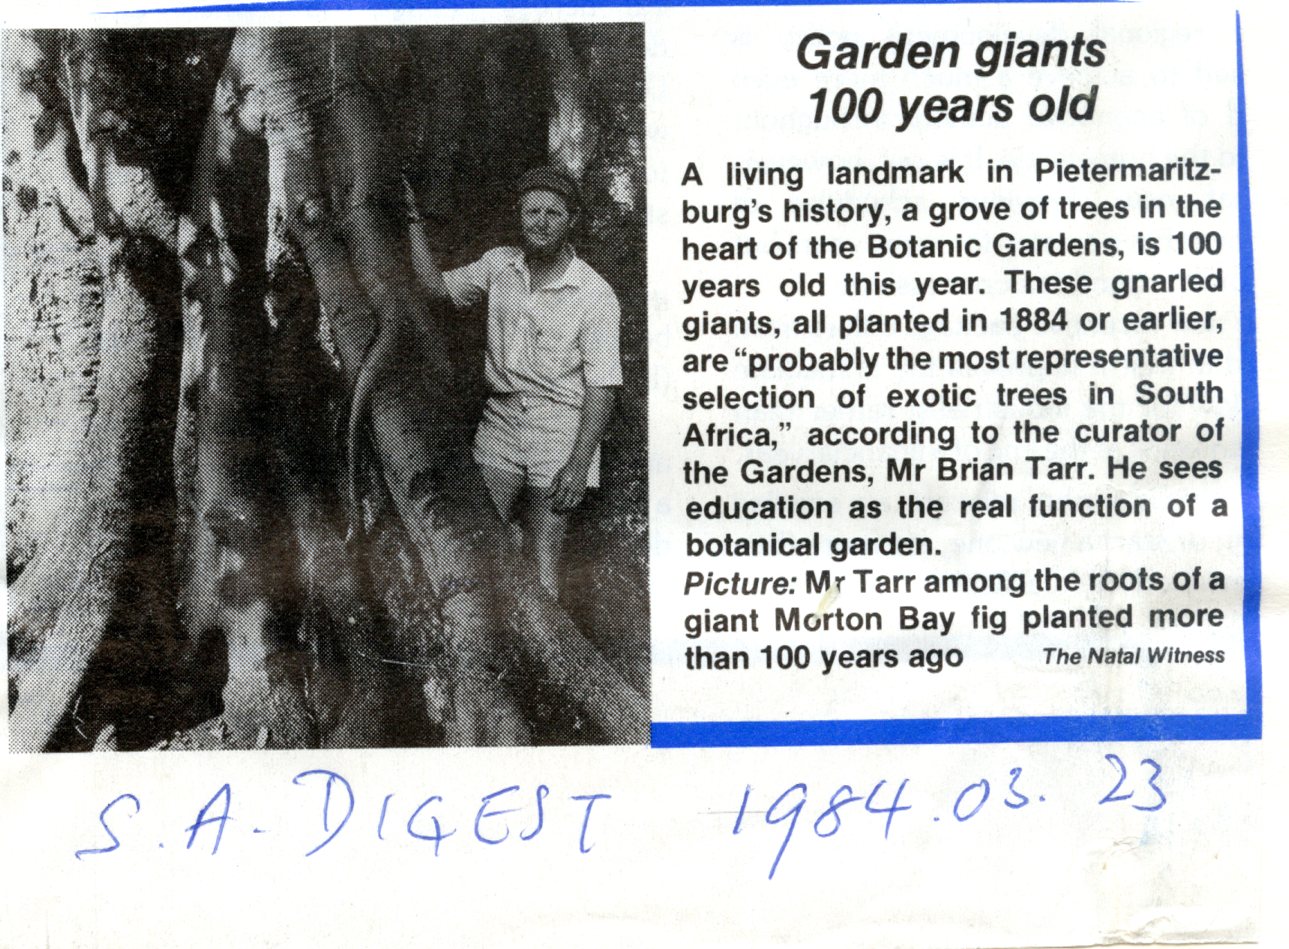 Garden giants
100 years old
A living landmark in Pietermaritz-
burg's history, a grove of trees in the
heart of the Botanic Gardens, is 100
years old this year. These gnarled
giants, all planted in 1884 or earlier,
are “probably the most representative
selection of exotic trees in South
Africa,” according to the curator of
the Gardens, Mr Brian Tarr. He sees
education as the real function of a
botanical garden.
Picture: Mr Tarr among the roots of a
giant Morton Bay fig planted more
than 100 years ago The Natal Witness
S.A. DIGEST 1984.03.23